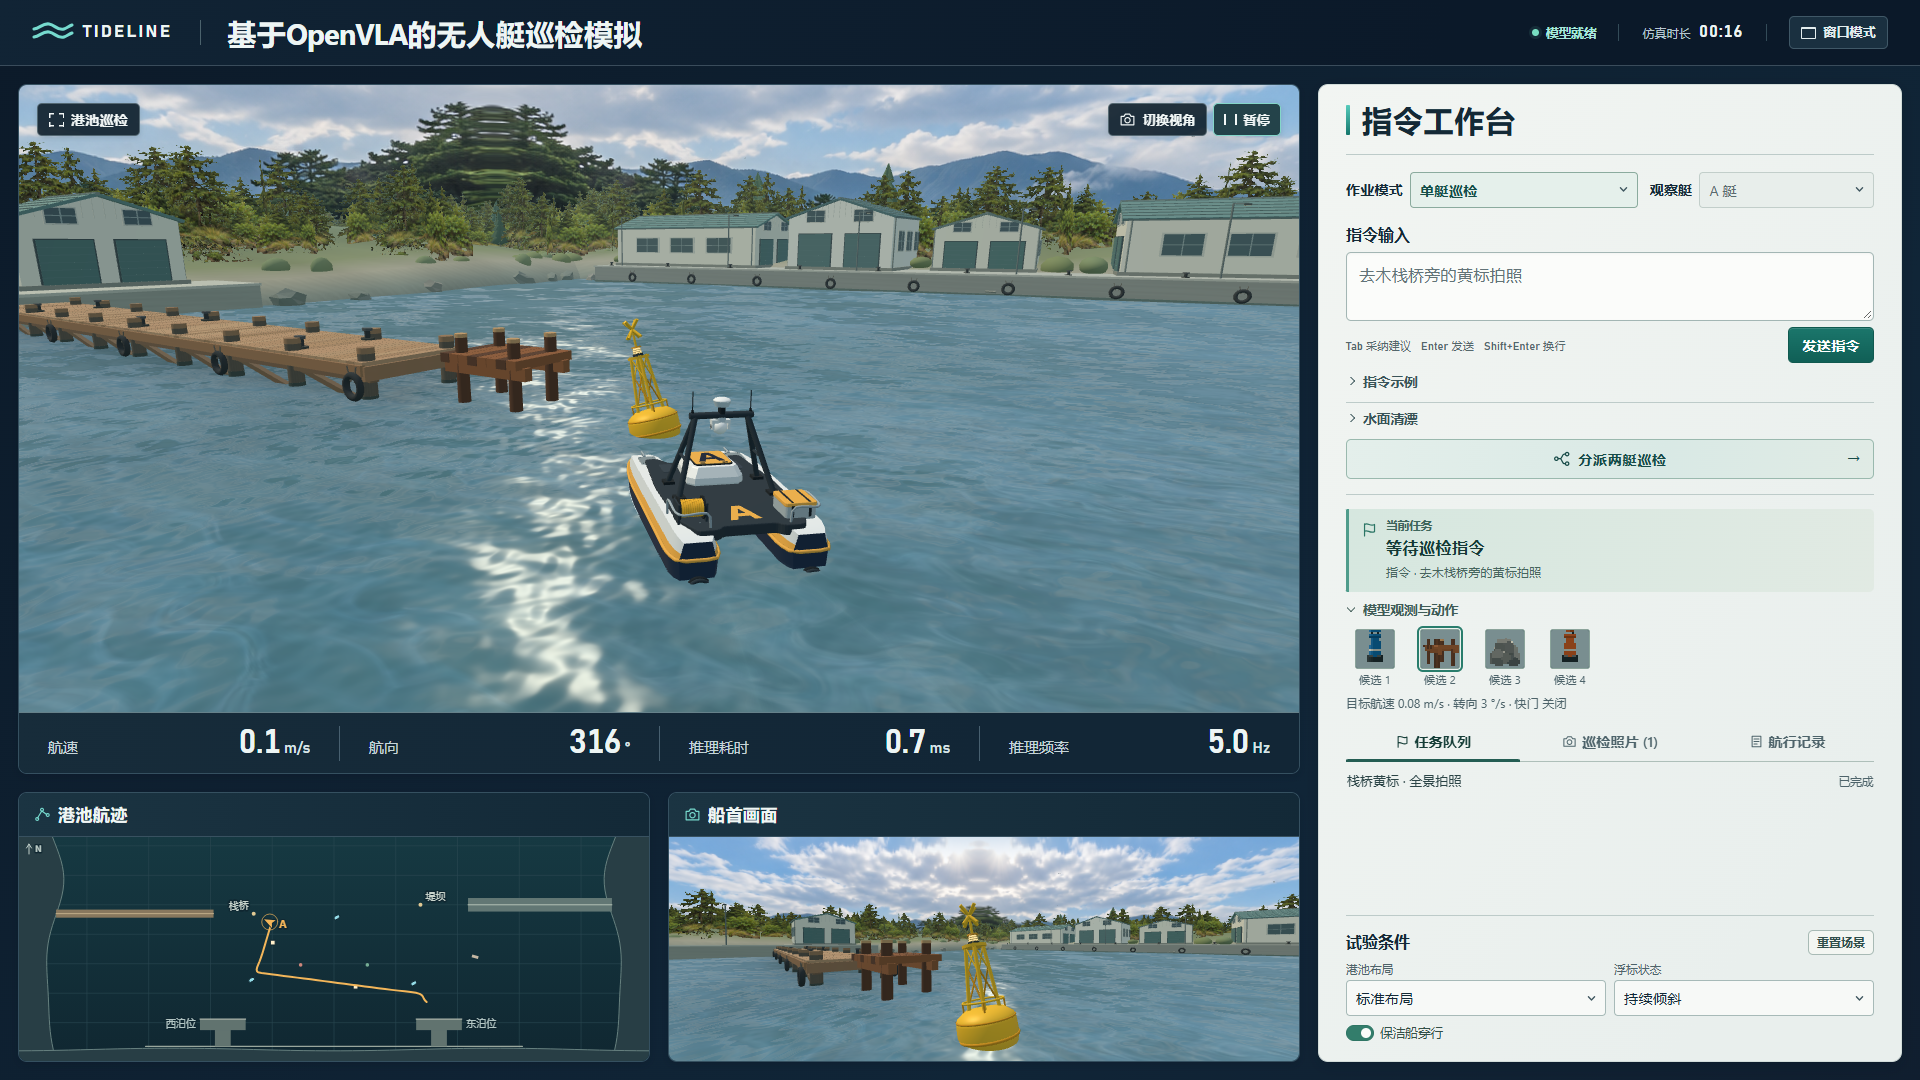 TIDELINE
基于OpenVLA的无人艇巡检模拟
模型就绪
仿真时长 00:16
窗口模式
港池巡检
切换视角
暂停
A
A
航速 0.1 m/s
航向 316°
推理耗时 0.7 ms
推理频率 5.0 Hz
港池航迹
N
栈桥
A
堤坝
西泊位
东泊位
船首画面
指令工作台
作业模式 单艇巡检 观察艇 A 艇
指令输入
去木栈桥旁的黄标拍照
Tab 采纳建议 Enter 发送 Shift+Enter 换行
发送指令
指令示例
水面清漂
分派两艇巡检 →
当前任务
等待巡检指令
指令 · 去木栈桥旁的黄标拍照
模型观测与动作
候选 1 候选 2 候选 3 候选 4
目标航速 0.08 m/s · 转向 3 °/s · 快门 关闭
任务队列 巡检照片 (1) 航行记录
栈桥黄标 · 全景拍照 已完成
试验条件 重置场景
港池布局 浮标状态
标准布局 持续倾斜
保洁船穿行